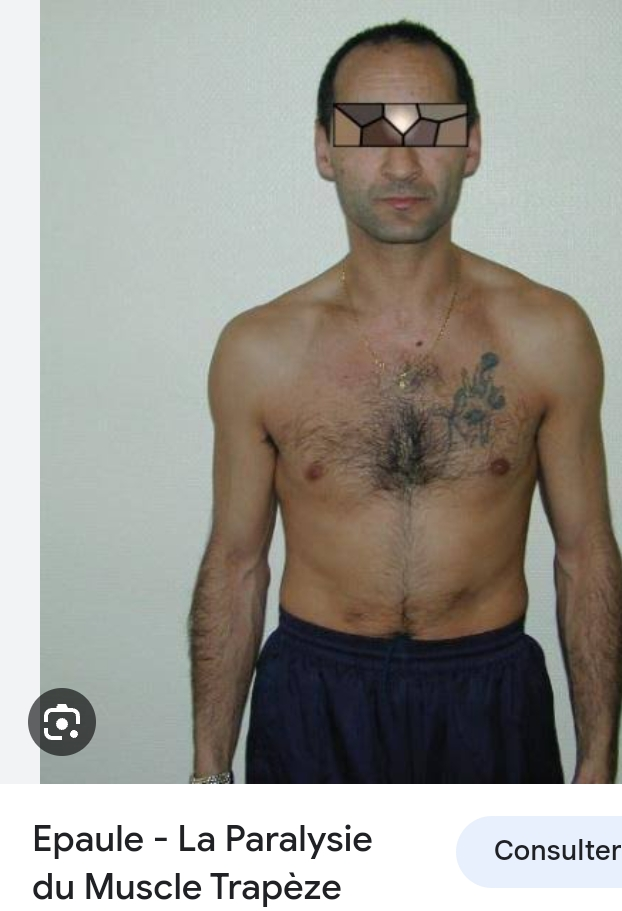 Epaule - La Paralysie
du Muscle Trapèze
Consulter